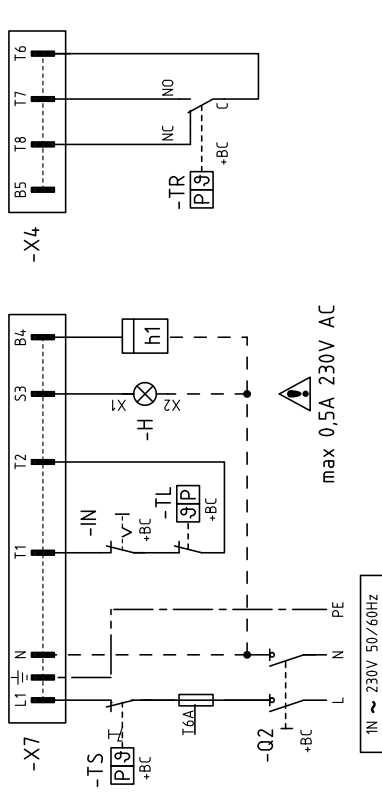 L1 N T1 T2 S3 B4
B5 T8 T7 T6
-X7
-X4
-TS
P ϑ
+BC
T6A
-Q2
+BC
-IN
+BC
-TL
ϑ P
+BC
-H
X1
X2
h1
NC
NO
C
-TR
P ϑ
+BC
L N PE
1N ~ 230V 50/60Hz
max 0,5A 230V AC